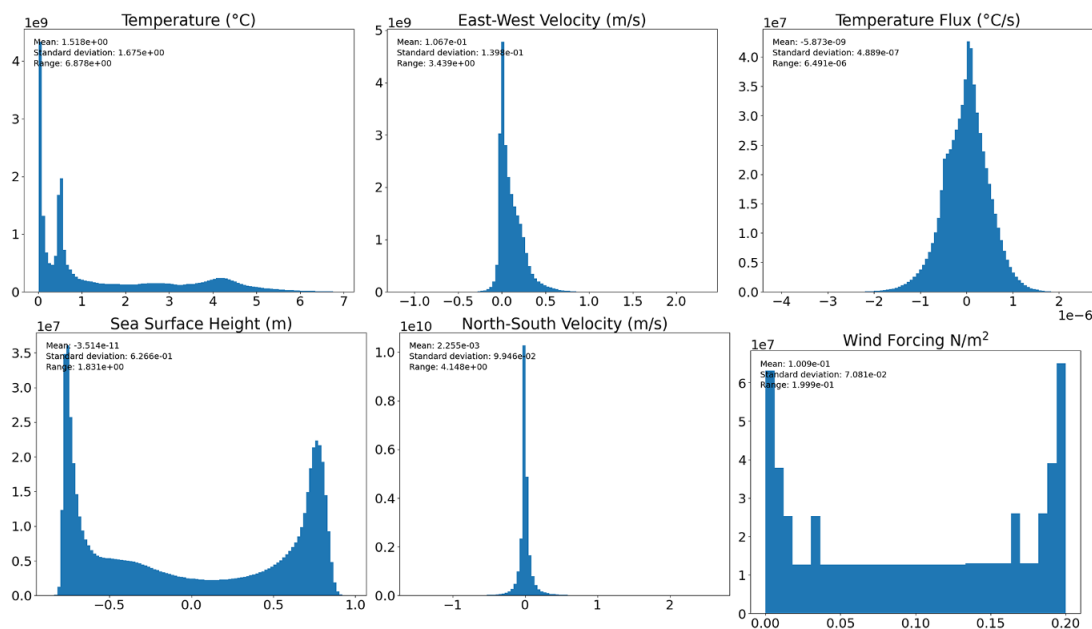 Temperature (°C)
1e9
Mean: 1.518e+00
Standard deviation: 1.675e+00
Range: 6.878e+00
4
3
2
1
0
0 1 2 3 4 5 6 7
East-West Velocity (m/s)
1e9
Mean: 1.067e-01
Standard deviation: 1.398e-01
Range: 3.439e+00
5
4
3
2
1
0
−1.0 −0.5 0.0 0.5 1.0 1.5 2.0
Temperature Flux (°C/s)
1e7
Mean: -5.873e-09
Standard deviation: 4.889e-07
Range: 6.491e-06
4.0
3.5
3.0
2.5
2.0
1.5
1.0
0.5
0.0
−4 −3 −2 −1 0 1 2
1e−6
Sea Surface Height (m)
1e7
Mean: -3.514e-11
Standard deviation: 6.266e-01
Range: 1.831e+00
3.5
3.0
2.5
2.0
1.5
1.0
0.5
0.0
−0.5 0.0 0.5 1.0
North-South Velocity (m/s)
1e10
Mean: 2.255e-03
Standard deviation: 9.946e-02
Range: 4.148e+00
1.0
0.8
0.6
0.4
0.2
0.0
−1 0 1 2
Wind Forcing N/m²
1e7
Mean: 1.009e-01
Standard deviation: 7.081e-02
Range: 1.999e-01
6
5
4
3
2
1
0
0.00 0.05 0.10 0.15 0.20